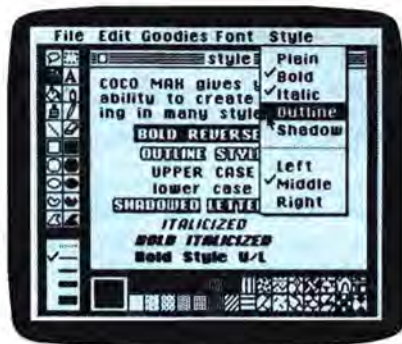 File Edit Goodies Font Style
style
COCO MAX gives
ability to create
ing in many style
BOLD REVERSE
OUTLINE STYL
UPPER CASE
lower case
SHADOWED LETTE
ITALICIZED
BOLD ITALICIZED
Bold Style U/L
Plain
✓Bold
✓Italic
Outline
Shadow
Left
✓Middle
Right
A